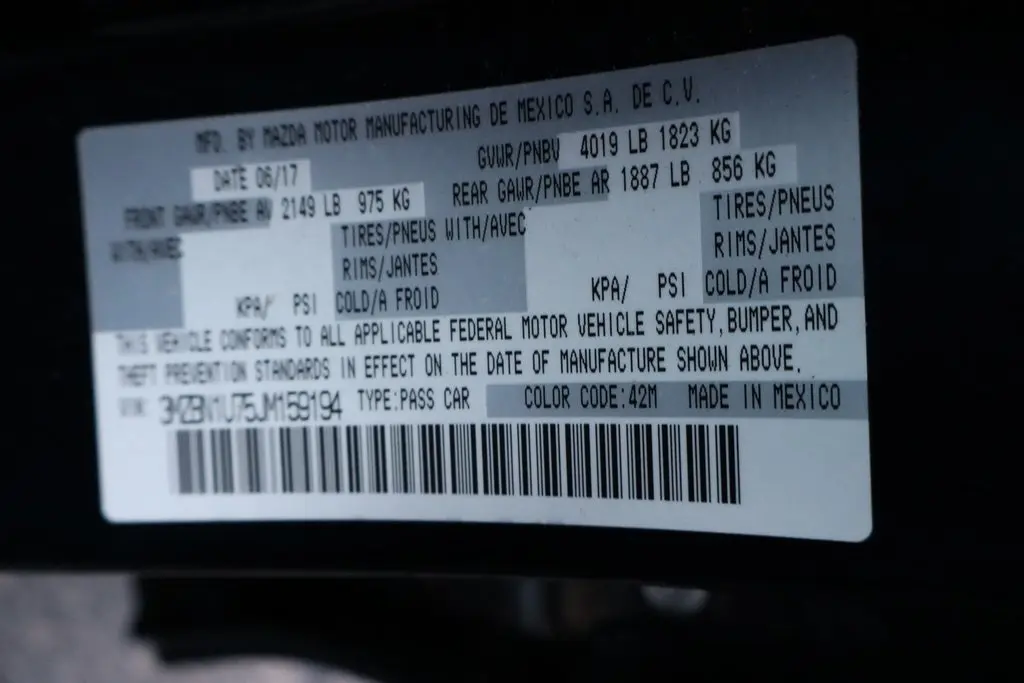 MFD. BY MAZDA MOTOR MANUFACTURING DE MEXICO S.A. DE C.V.
DATE 06/17 GVWR/PNBV 4019 LB 1823 KG
FRONT GAWR/PNBE AV 2149 LB 975 KG REAR GAWR/PNBE AR 1887 LB 856 KG
WITH/AVEC TIRES/PNEUS WITH/AVEC TIRES/PNEUS
RIMS/JANTES RIMS/JANTES
KPA/ PSI COLD/A FROID KPA/ PSI COLD/A FROID
THIS VEHICLE CONFORMS TO ALL APPLICABLE FEDERAL MOTOR VEHICLE SAFETY, BUMPER, AND
THEFT PREVENTION STANDARDS IN EFFECT ON THE DATE OF MANUFACTURE SHOWN ABOVE.
VIN: 3MZBN1U75JM159194 TYPE:PASS CAR COLOR CODE:42M MADE IN MEXICO